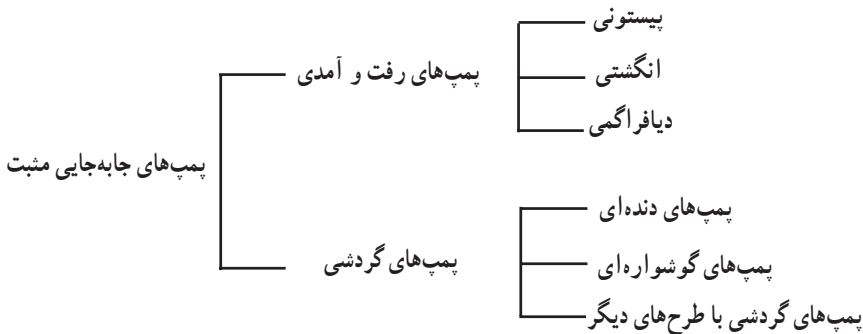 پمپ‌های جابه‌جایی مثبت
پمپ‌های رفت و آمدی
پیستونی
انگشتی
دیافراگمی
پمپ‌های گردشی
پمپ‌های دنده‌ای
پمپ‌های گوشواره‌ای
پمپ‌های گردشی با طرح‌های دیگر